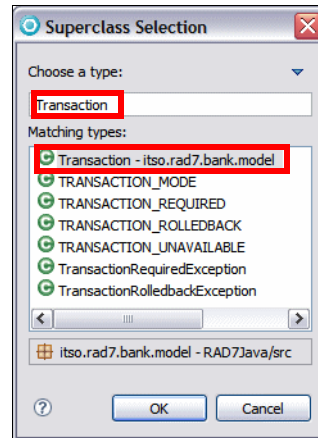 Superclass Selection
Choose a type:
Transaction
Matching types:
Transaction - itso.rad7.bank.model
TRANSACTION_MODE
TRANSACTION_REQUIRED
TRANSACTION_ROLLEDBACK
TRANSACTION_UNAVAILABLE
TransactionRequiredException
TransactionRolledbackException
itso.rad7.bank.model - RAD7Java/src
OK Cancel